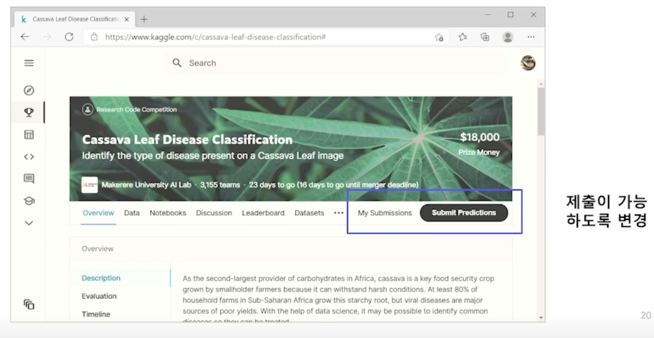 Cassava Leaf Disease Classificatio
https://www.kaggle.com/c/cassava-leaf-disease-classification#
Search
Research Code Competition
Cassava Leaf Disease Classification
Identify the type of disease present on a Cassava Leaf image
$18,000
Prize Money
Makerere University AI Lab · 3,155 teams · 23 days to go (16 days to go until merger deadline)
Overview Data Notebooks Discussion Leaderboard Datasets ••• My Submissions Submit Predictions
제출이 가능
하도록 변경
Overview
Description
Evaluation
Timeline
As the second-largest provider of carbohydrates in Africa, cassava is a key food security crop
grown by smallholder farmers because it can withstand harsh conditions. At least 80% of
household farms in Sub-Saharan Africa grow this starchy root, but viral diseases are major
sources of poor yields. With the help of data science, it may be possible to identify common
diseases so they can be treated.
20